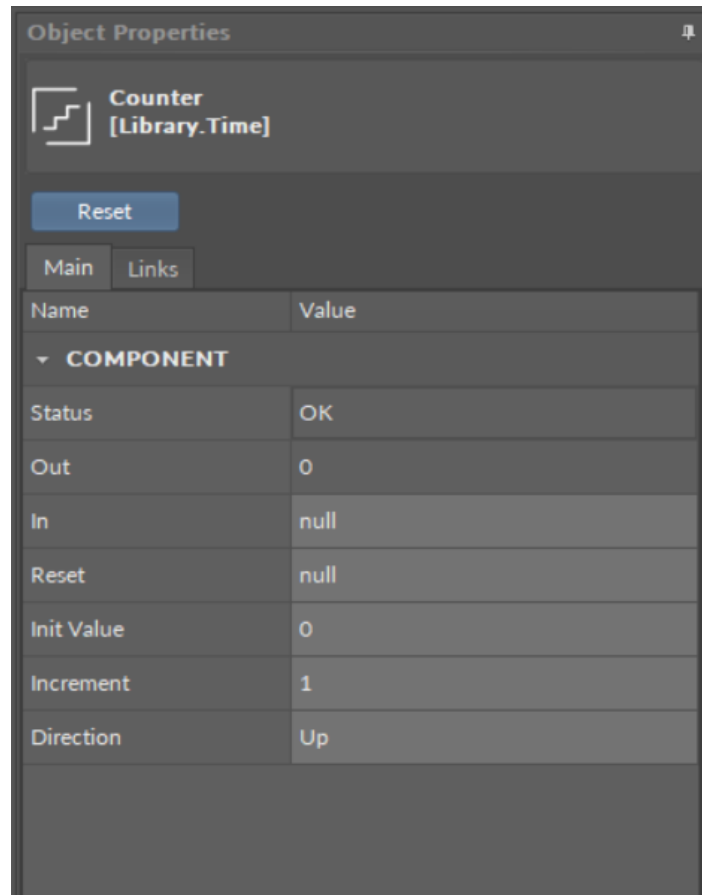 Object Properties
Counter
[Library.Time]
Reset
Main Links
Name Value
COMPONENT
Status OK
Out 0
In null
Reset null
Init Value 0
Increment 1
Direction Up